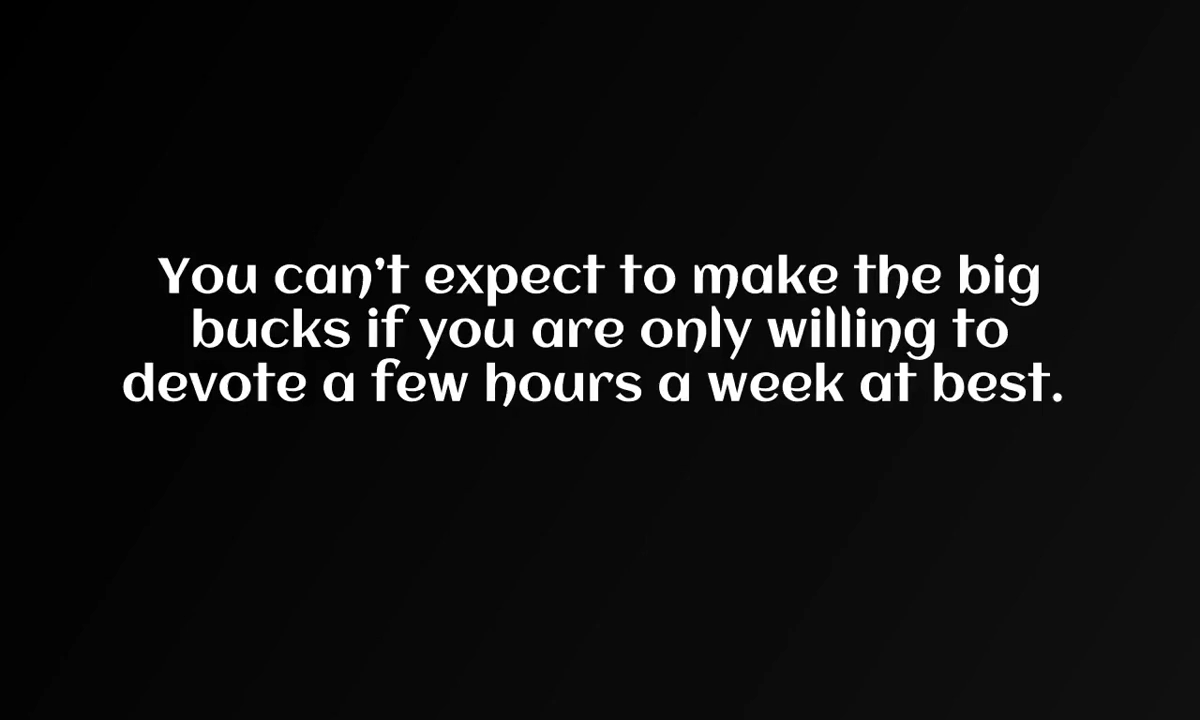 You can’t expect to make the big
bucks if you are only willing to
devote a few hours a week at best.